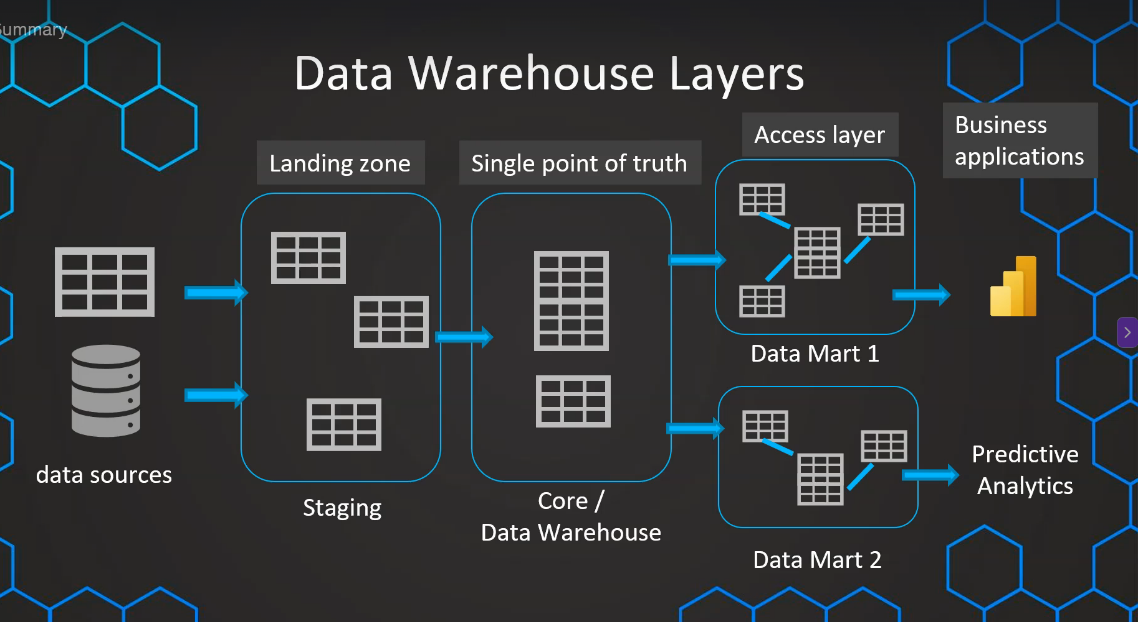 Summary
Data Warehouse Layers
Landing zone
Single point of truth
Access layer
Business
applications
data sources
Staging
Core /
Data Warehouse
Data Mart 1
Data Mart 2
Predictive
Analytics